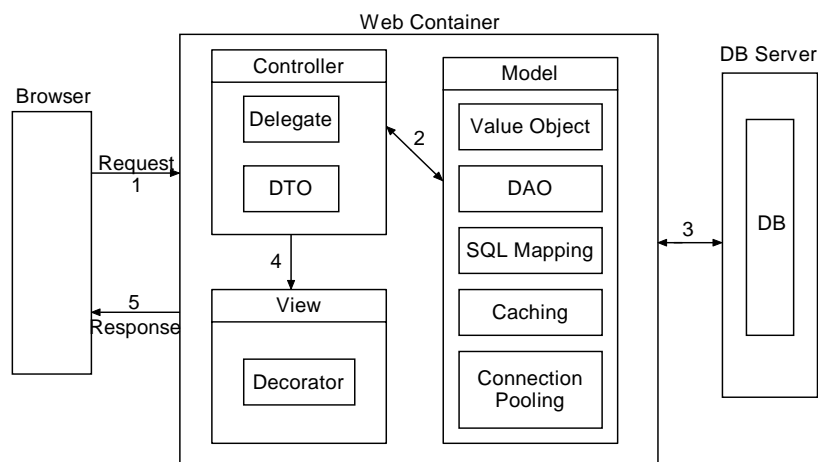 Web Container
Browser
Request
1
5
Response
Controller
Delegate
DTO
2
4
View
Decorator
Model
Value Object
DAO
SQL Mapping
Caching
Connection
Pooling
3
DB Server
DB